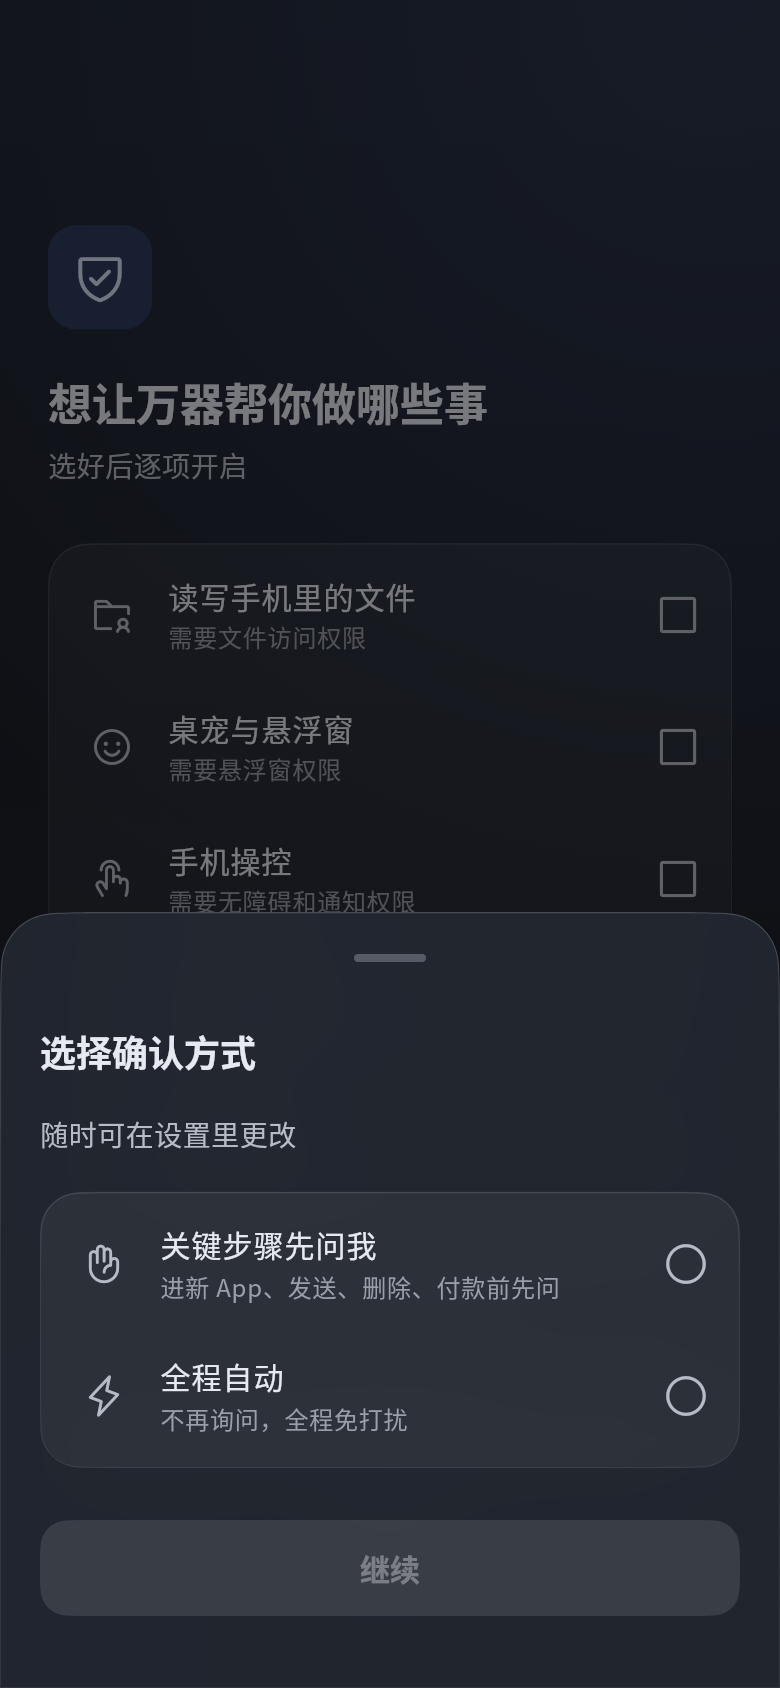 想让万器帮你做哪些事
选好后逐项开启
读写手机里的文件
需要文件访问权限
桌宠与悬浮窗
需要悬浮窗权限
手机操控
需要无障碍和通知权限
选择确认方式
随时可在设置里更改
关键步骤先问我
进新 App、发送、删除、付款前先问
全程自动
不再询问，全程免打扰
继续